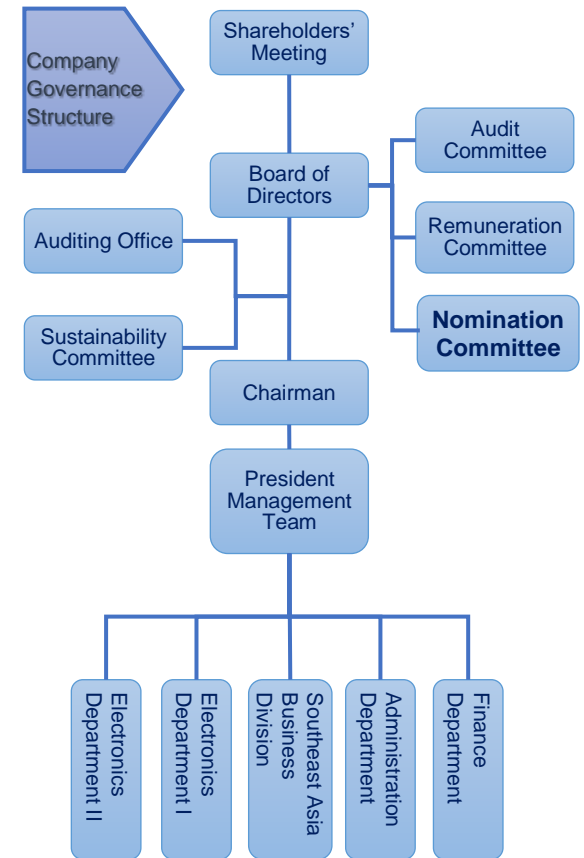 Company
Governance
Structure
Shareholders’
Meeting
Board of
Directors
Audit
Committee
Remuneration
Committee
Nomination
Committee
Auditing Office
Sustainability
Committee
Chairman
President
Management
Team
Electronics
Department II
Electronics
Department I
Southeast Asia
Business
Division
Administration
Department
Finance
Department